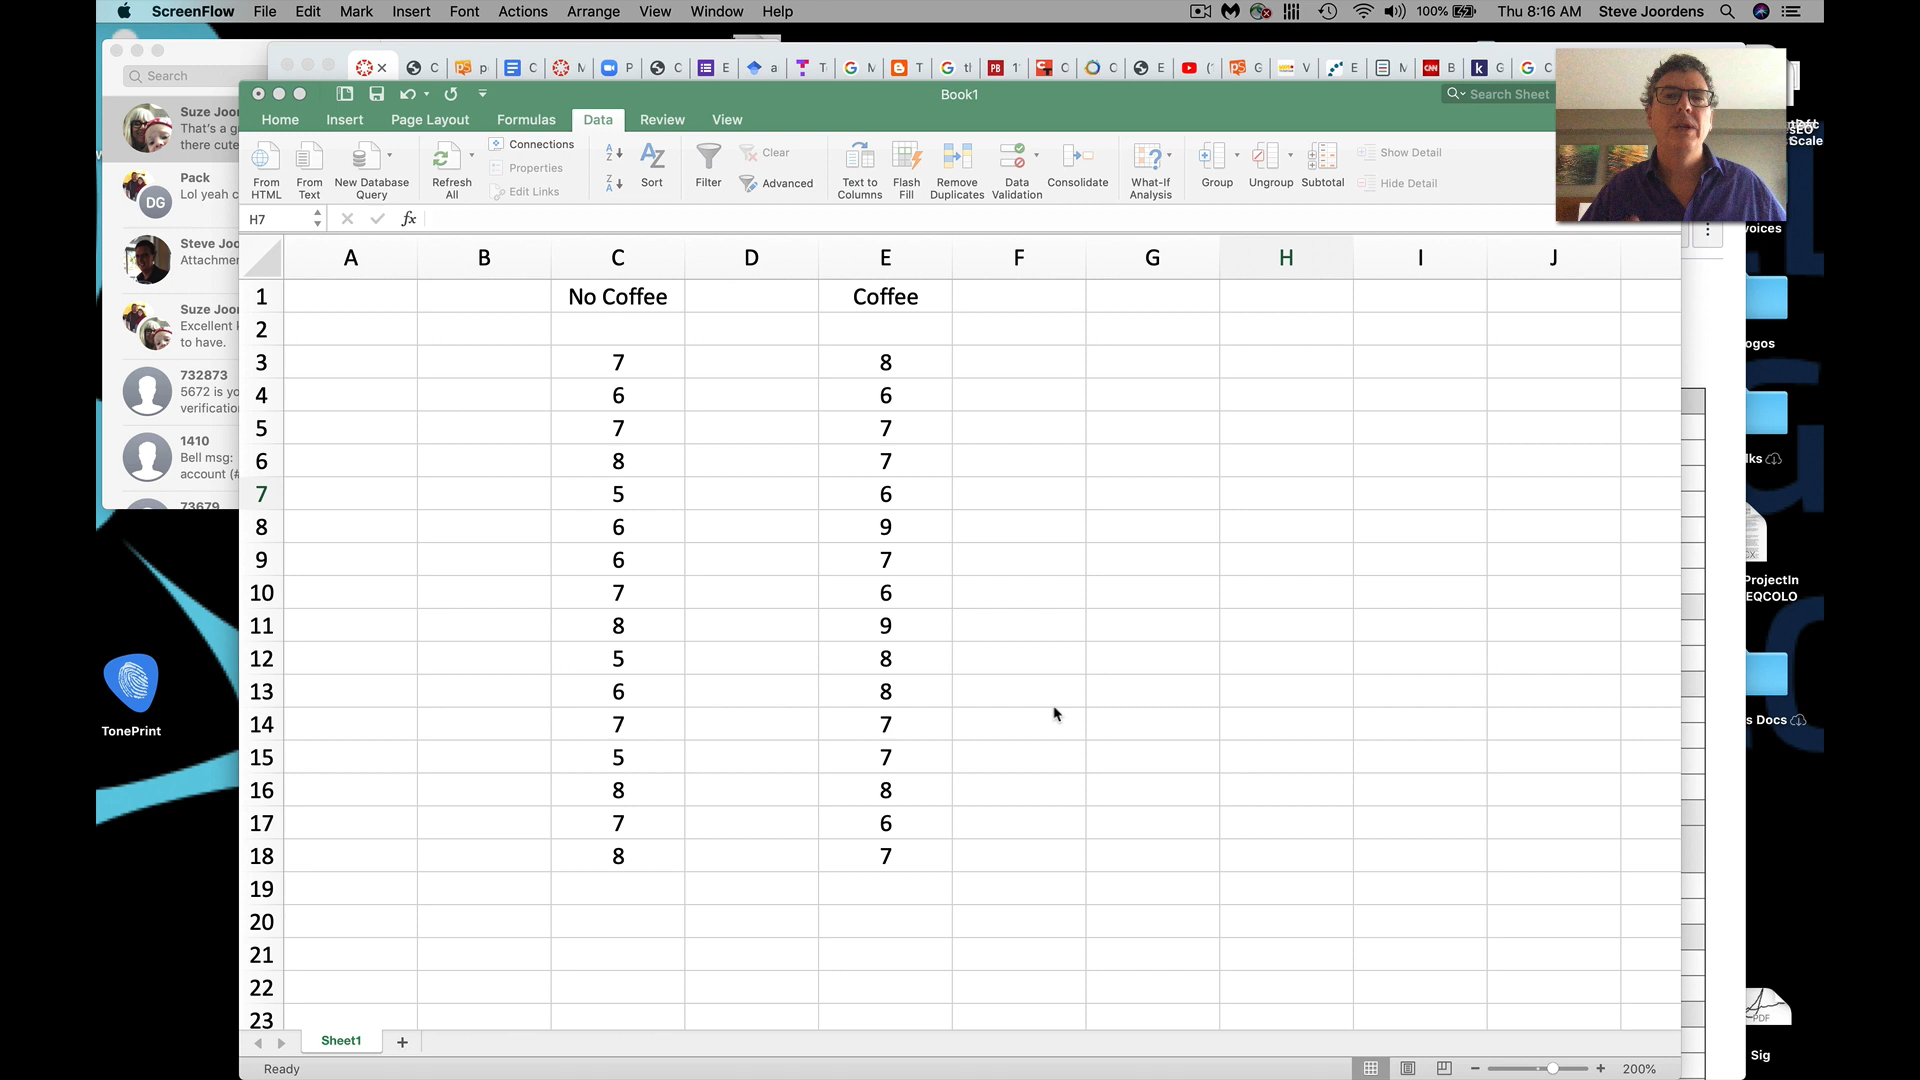 ScreenFlow File Edit Mark Insert Font Actions Arrange View Window Help 100% Thu 8:16 AM Steve Joordens
Search
Suze Joo
That's a g
there cute
Pack
Lol yeah c
DG
Steve Joo
Attachmer
Suze Joor
Excellent
to have.
732873
5672 is yo
verificatio
1410
Bell msg:
account (#
73679
TonePrint
Book1
Search Sheet
Home Insert Page Layout Formulas Data Review View
From HTML
From Text
New Database Query
Refresh All
Connections
Properties
Edit Links
Sort
Filter
Clear
Advanced
Text to Columns
Flash Fill
Remove Duplicates
Data Validation
Consolidate
What-If Analysis
Group
Ungroup
Subtotal
Show Detail
Hide Detail
H7 fx
A B C D E F G H I J
1 No Coffee Coffee
2
3 7 8
4 6 6
5 7 7
6 8 7
7 5 6
8 6 9
9 6 7
10 7 6
11 8 9
12 5 8
13 6 8
14 7 7
15 5 7
16 8 8
17 7 6
18 8 7
19
20
21
22
23
Sheet1
Ready
200%
Scale
voices
ogos
lks
ProjectIn
EQCOLO
s Docs
PDF
Sig